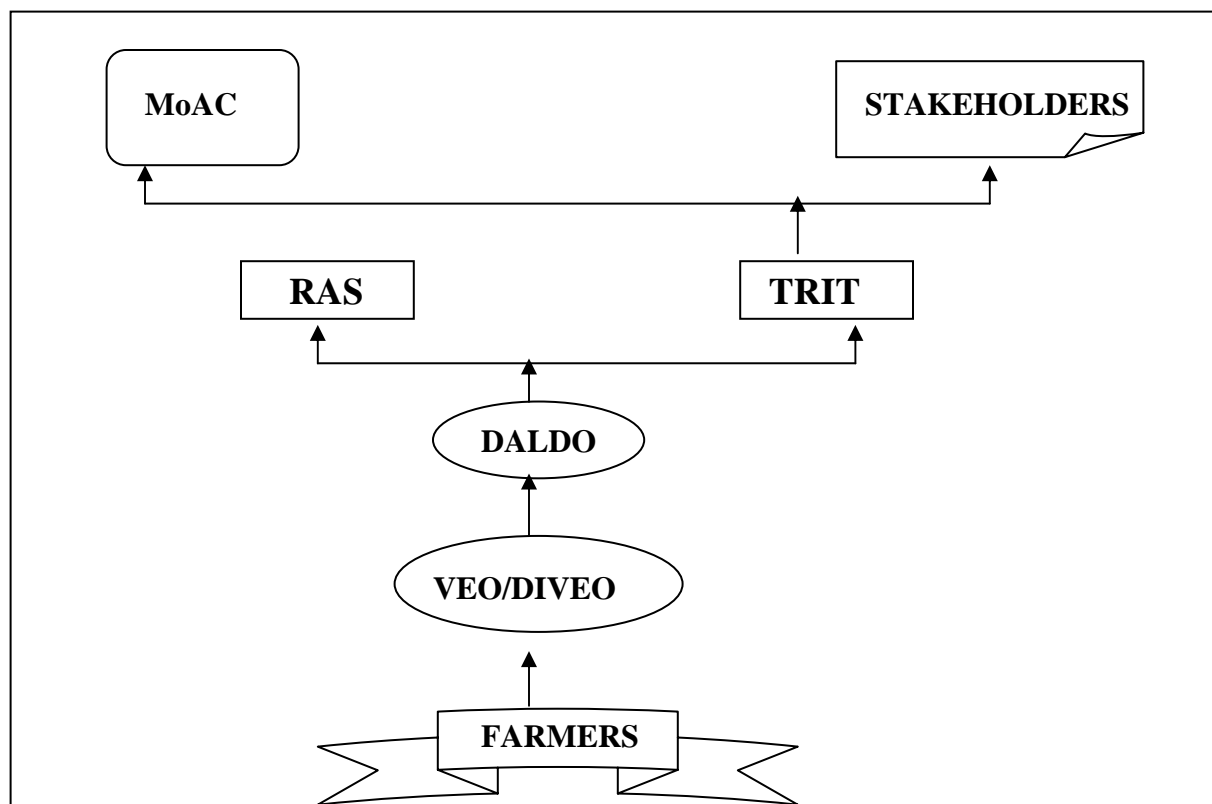 MoAC
STAKEHOLDERS
RAS
TRIT
DALDO
VEO/DIVEO
FARMERS